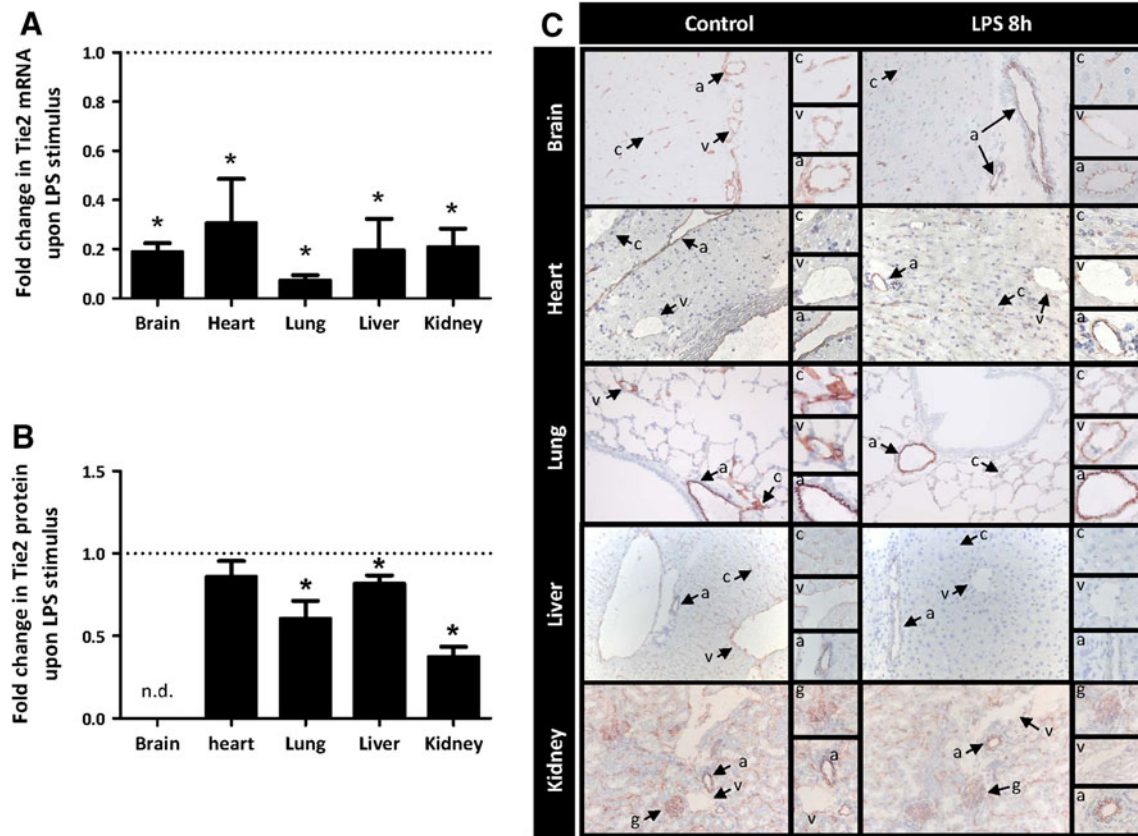 A
Fold change in Tie2 mRNA
upon LPS stimulus
1.0
0.8
0.6
0.4
0.2
0.0
*
*
*
*
*
Brain Heart Lung Liver Kidney
B
Fold change in Tie2 protein
upon LPS stimulus
1.5
1.0
0.5
0.0
n.d.
*
*
*
Brain heart Lung Liver Kidney
C
Control LPS 8h
Brain
a
c
v
c
v
a
c
a
c
v
a
Heart
c
a
v
c
v
a
a
c
v
c
v
a
Lung
v
a
c
c
v
a
a
c
c
v
a
Liver
c
a
v
c
v
a
c
v
a
c
v
a
Kidney
a
v
g
g
a
v
v
a
g
g
v
a